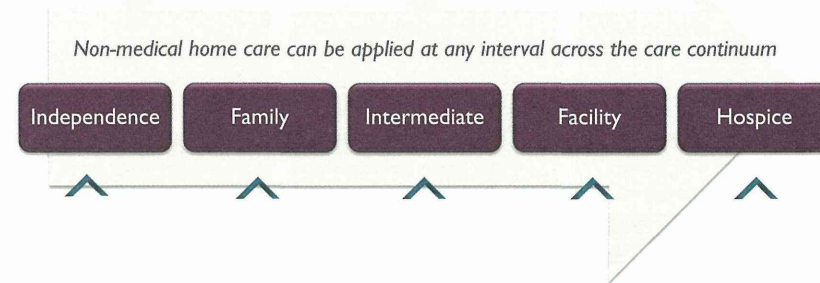 Non-medical home care can be applied at any interval across the care continuum
Independence Family Intermediate Facility Hospice